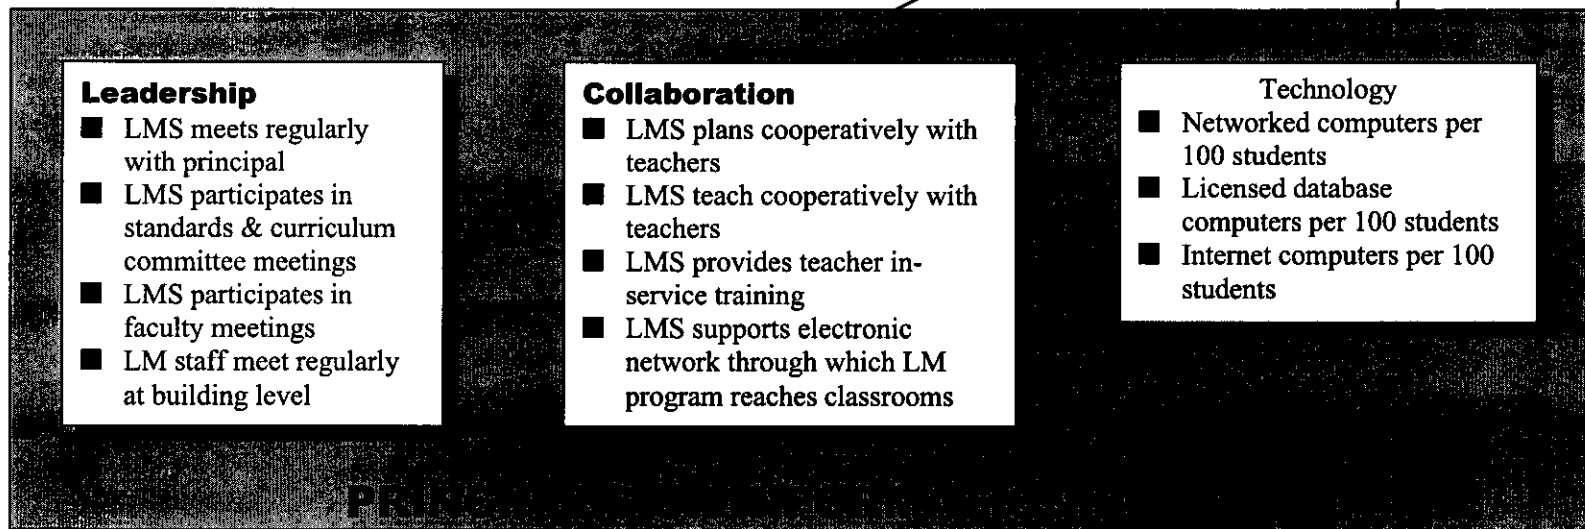 Leadership
■ LMS meets regularly
with principal
■ LMS participates in
standards & curriculum
committee meetings
■ LMS participates in
faculty meetings
■ LM staff meet regularly
at building level
Collaboration
■ LMS plans cooperatively with
teachers
■ LMS teach cooperatively with
teachers
■ LMS provides teacher in-
service training
■ LMS supports electronic
network through which LM
program reaches classrooms
Technology
■ Networked computers per
100 students
■ Licensed database
computers per 100 students
■ Internet computers per 100
students